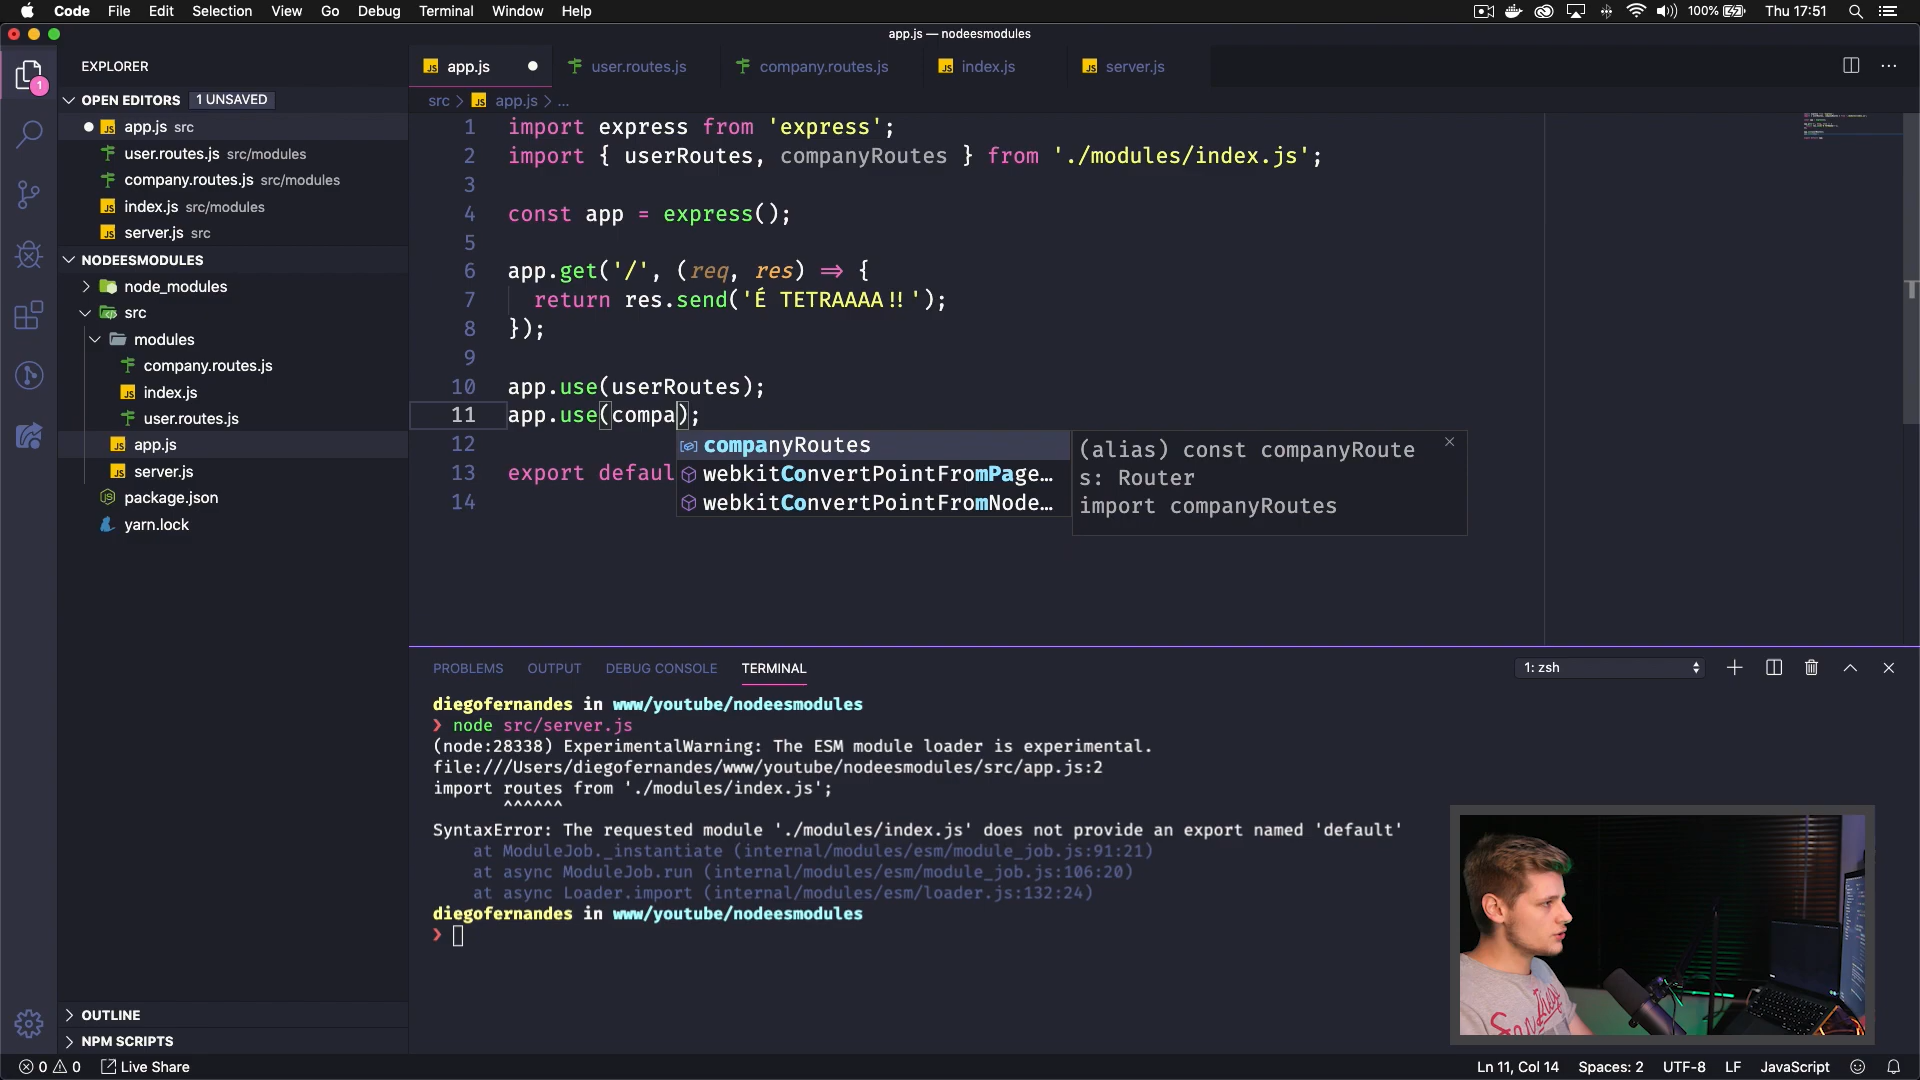 Code File Edit Selection View Go Debug Terminal Window Help
100% Thu 17:51
app.js — nodeesmodules
EXPLORER
OPEN EDITORS 1 UNSAVED
app.js src
user.routes.js src/modules
company.routes.js src/modules
index.js src/modules
server.js src
NODEESMODULES
node_modules
src
modules
company.routes.js
index.js
user.routes.js
app.js
server.js
package.json
yarn.lock
OUTLINE
NPM SCRIPTS
1
app.js user.routes.js company.routes.js index.js server.js
src > app.js > ...
1 import express from 'express';
2 import { userRoutes, companyRoutes } from './modules/index.js';
3
4 const app = express();
5
6 app.get('/', (req, res) => {
7 return res.send('É TETRAAAA!!');
8 });
9
10 app.use(userRoutes);
11 app.use(compa);
12
13 export defaul
14
companyRoutes
webkitConvertPointFromPage…
webkitConvertPointFromNode…
(alias) const companyRoute
s: Router
import companyRoutes
PROBLEMS OUTPUT DEBUG CONSOLE TERMINAL
1: zsh
diegofernandes in www/youtube/nodeesmodules
❯ node src/server.js
(node:28338) ExperimentalWarning: The ESM module loader is experimental.
file:///Users/diegofernandes/www/youtube/nodeesmodules/src/app.js:2
import routes from './modules/index.js';
^^^^^^
SyntaxError: The requested module './modules/index.js' does not provide an export named 'default'
at ModuleJob._instantiate (internal/modules/esm/module_job.js:91:21)
at async ModuleJob.run (internal/modules/esm/module_job.js:106:20)
at async Loader.import (internal/modules/esm/loader.js:132:24)
diegofernandes in www/youtube/nodeesmodules
❯
0 0 Live Share
Ln 11, Col 14 Spaces: 2 UTF-8 LF JavaScript